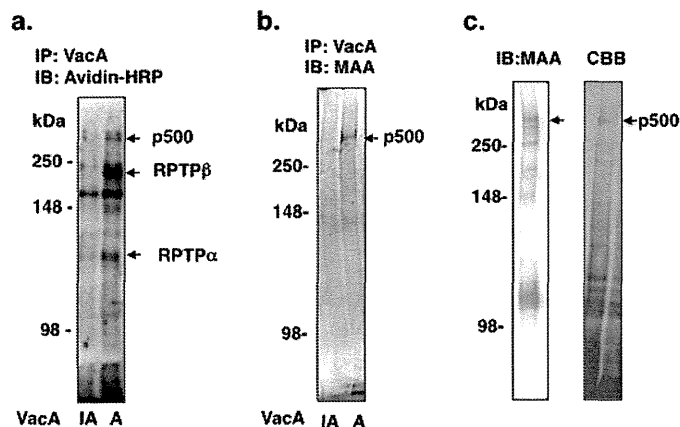 a.
IP: VacA
IB: Avidin-HRP
kDa
p500
250 -
RPTPβ
148 -
RPTPα
98 -
VacA IA A
b.
IP: VacA
IB: MAA
kDa
p500
250-
148-
98-
VacA IA A
c.
IB:MAA CBB
kDa
p500
250-
148-
98-